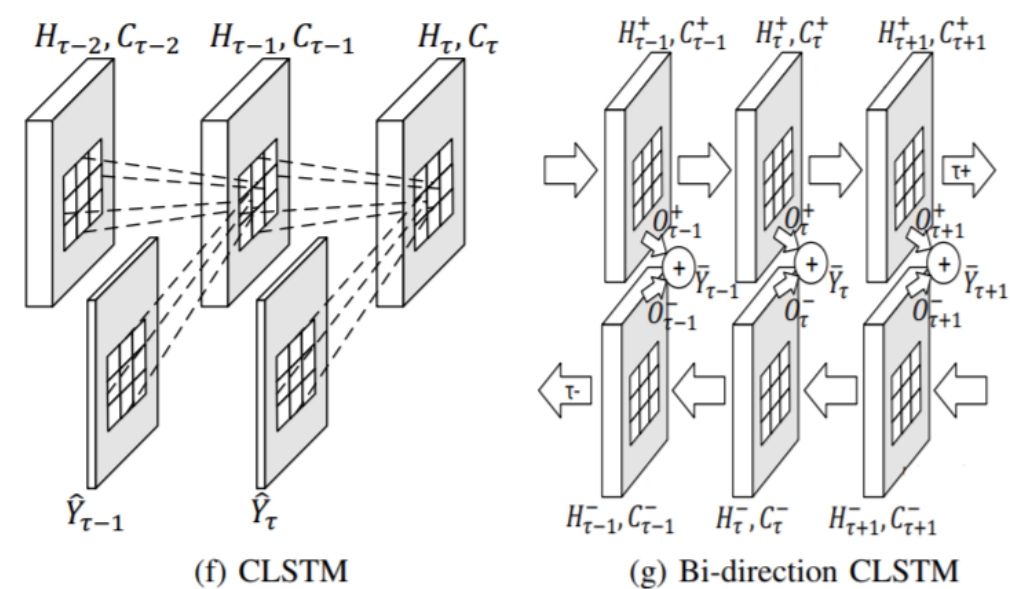 H_{τ−2}, C_{τ−2} H_{τ−1}, C_{τ−1} H_τ, C_τ
Ŷ_{τ−1} Ŷ_τ
(f) CLSTM
H^+_{τ−1}, C^+_{τ−1} H^+_τ, C^+_τ H^+_{τ+1}, C^+_{τ+1}
τ+
O^+_{τ−1} O^+_τ O^+_{τ+1}
+ Ȳ_{τ−1} + Ȳ_τ + Ȳ_{τ+1}
O^−_{τ−1} O^−_τ O^−_{τ+1}
τ-
H^−_{τ−1}, C^−_{τ−1} H^−_τ, C^−_τ H^−_{τ+1}, C^−_{τ+1}
(g) Bi-direction CLSTM